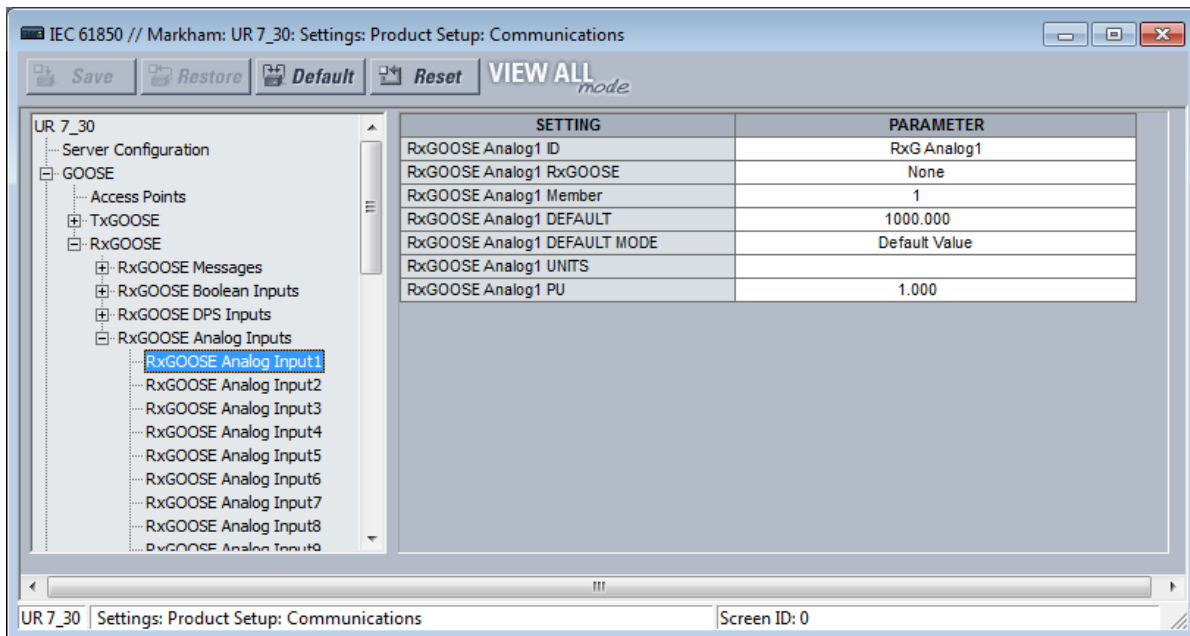 IEC 61850 // Markham: UR 7_30: Settings: Product Setup: Communications
Save Restore Default Reset VIEW ALL mode
UR 7_30
Server Configuration
GOOSE
Access Points
TxGOOSE
RxGOOSE
RxGOOSE Messages
RxGOOSE Boolean Inputs
RxGOOSE DPS Inputs
RxGOOSE Analog Inputs
RxGOOSE Analog Input1
RxGOOSE Analog Input2
RxGOOSE Analog Input3
RxGOOSE Analog Input4
RxGOOSE Analog Input5
RxGOOSE Analog Input6
RxGOOSE Analog Input7
RxGOOSE Analog Input8
RxGOOSE Analog Input9
SETTING PARAMETER
RxGOOSE Analog1 ID RxG Analog1
RxGOOSE Analog1 RxGOOSE None
RxGOOSE Analog1 Member 1
RxGOOSE Analog1 DEFAULT 1000.000
RxGOOSE Analog1 DEFAULT MODE Default Value
RxGOOSE Analog1 UNITS
RxGOOSE Analog1 PU 1.000
UR 7_30 Settings: Product Setup: Communications Screen ID: 0